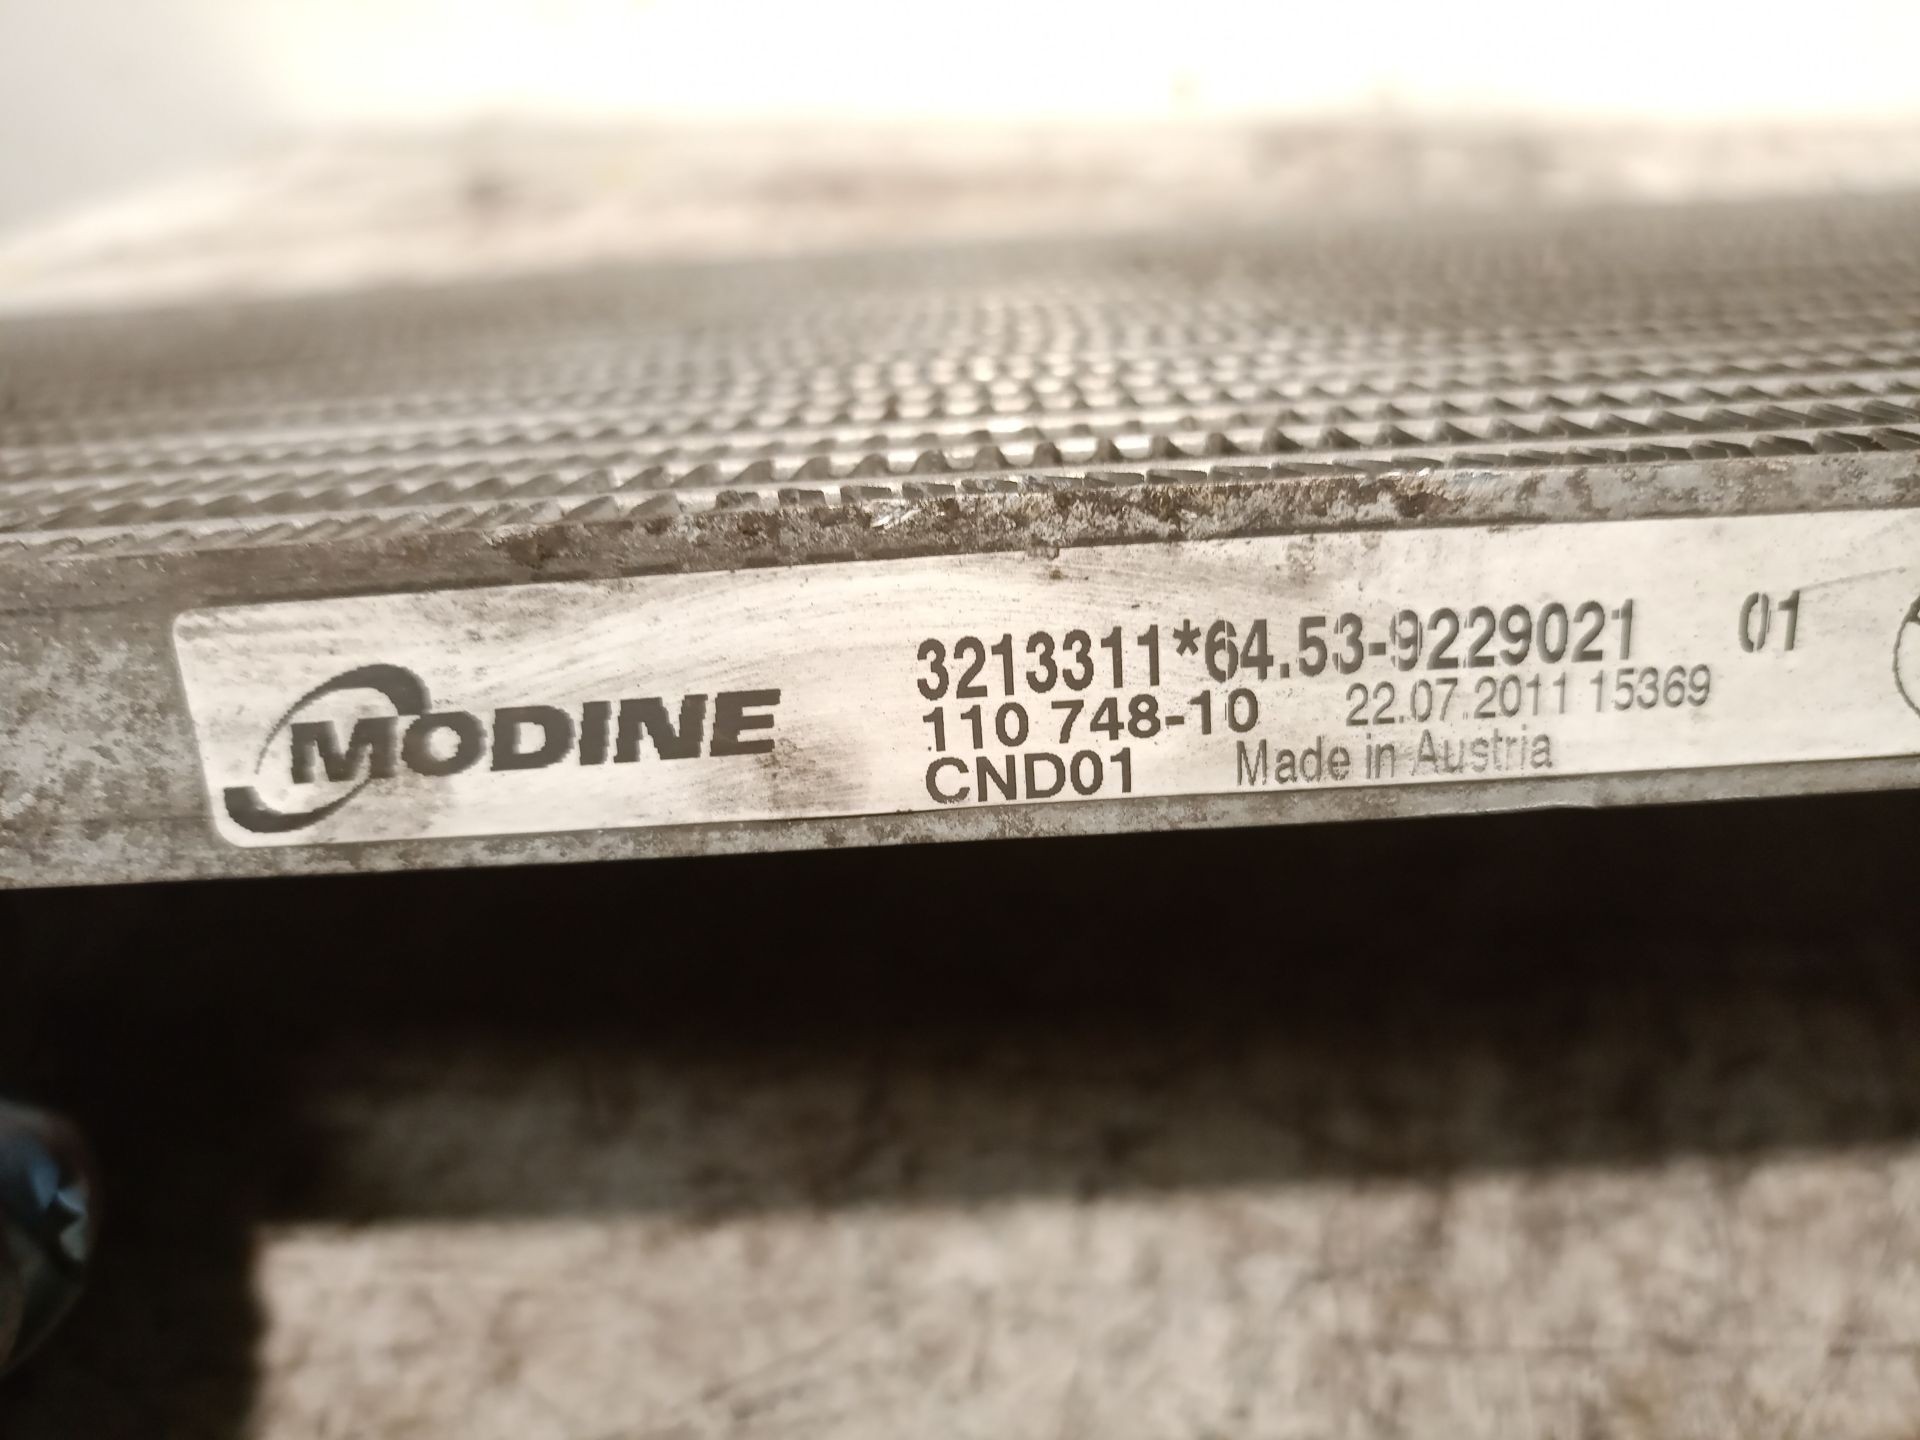 MODINE
3213311*64.53-9229021 01
110 748-10 22.07.2011 15369
CND01 Made in Austria